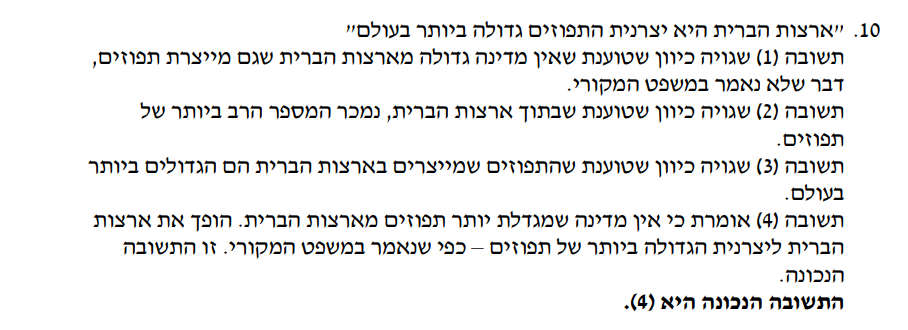 10. "ארצות הברית היא יצרנית התפוזים גדולה ביותר בעולם"
תשובה (1) שגויה כיוון שטוענת שאין מדינה גדולה מארצות הברית שגם מייצרת תפוזים,
דבר שלא נאמר במשפט המקורי.
תשובה (2) שגויה כיוון שטוענת שבתוך ארצות הברית, נמכר המספר הרב ביותר של
תפוזים.
תשובה (3) שגויה כיוון שטוענת שהתפוזים שמייצרים בארצות הברית הם הגדולים ביותר
בעולם.
תשובה (4) אומרת כי אין מדינה שמגדלת יותר תפוזים מארצות הברית. הופך את ארצות
הברית ליצרנית הגדולה ביותר של תפוזים – כפי שנאמר במשפט המקורי. זו התשובה
הנכונה.
התשובה הנכונה היא (4).